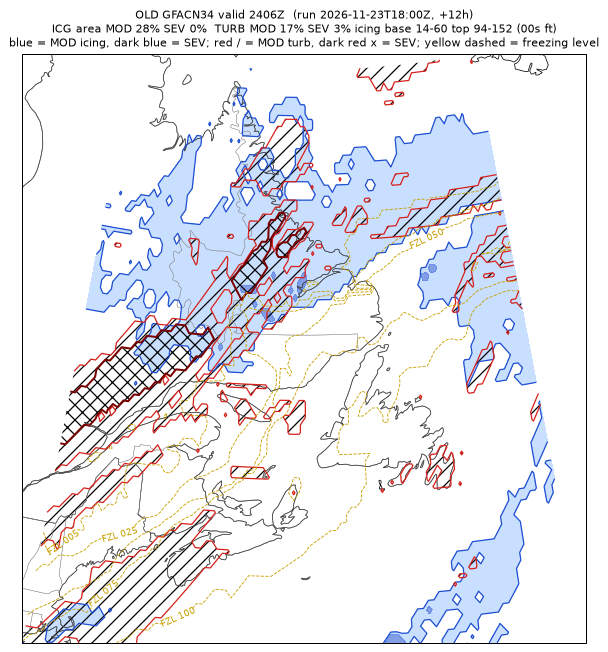 OLD GFACN34 valid 2406Z (run 2026-11-23T18:00Z, +12h)
ICG area MOD 28% SEV 0% TURB MOD 17% SEV 3% icing base 14-60 top 94-152 (00s ft)
blue = MOD icing, dark blue = SEV; red / = MOD turb, dark red x = SEV; yellow dashed = freezing level
FZL 050
FZL 005
FZL 025
FZL 075
FZL 100